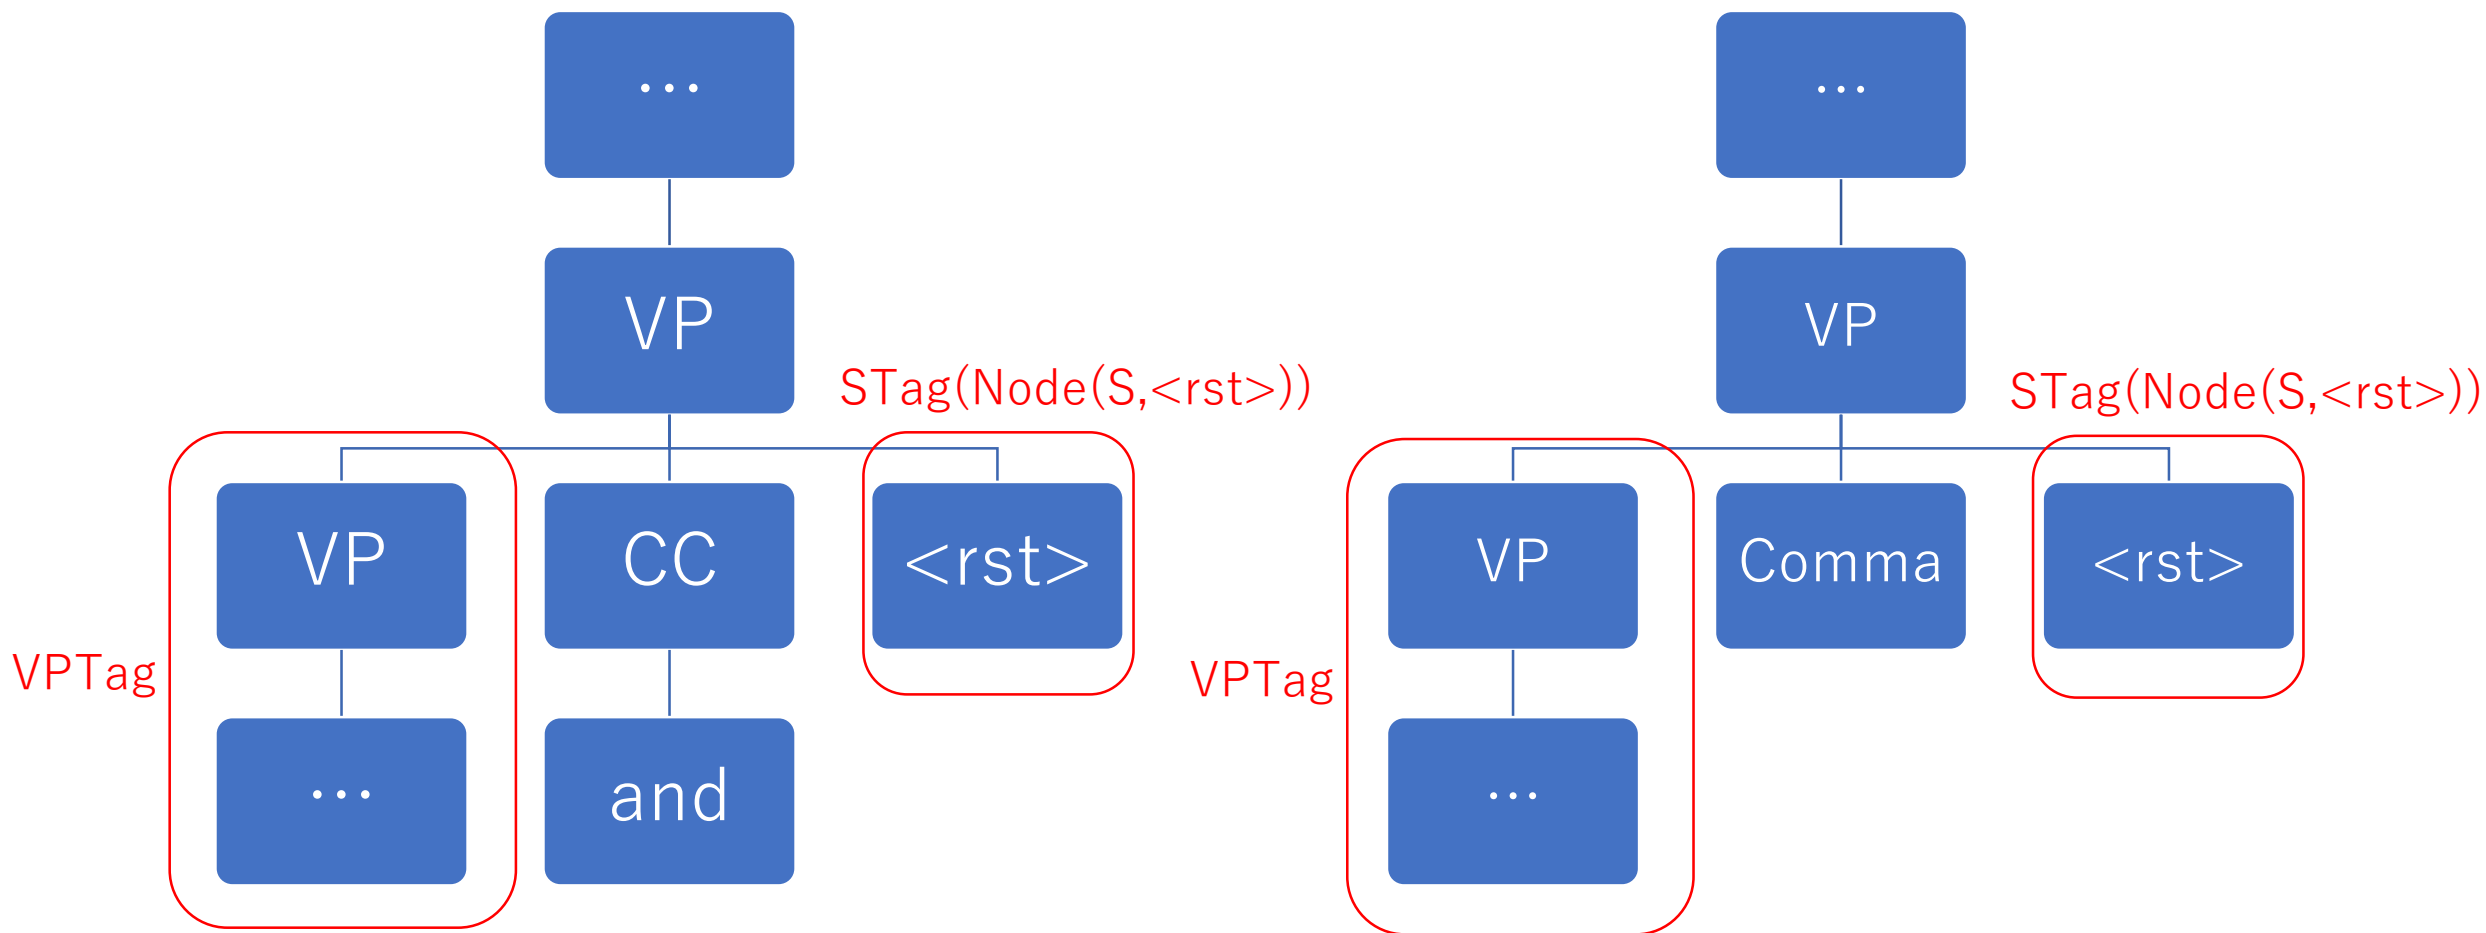 ...
VP
STag(Node(S,<rst>))
VP
CC
<rst>
VPTag
...
and
...
VP
STag(Node(S,<rst>))
VP
Comma
<rst>
VPTag
...